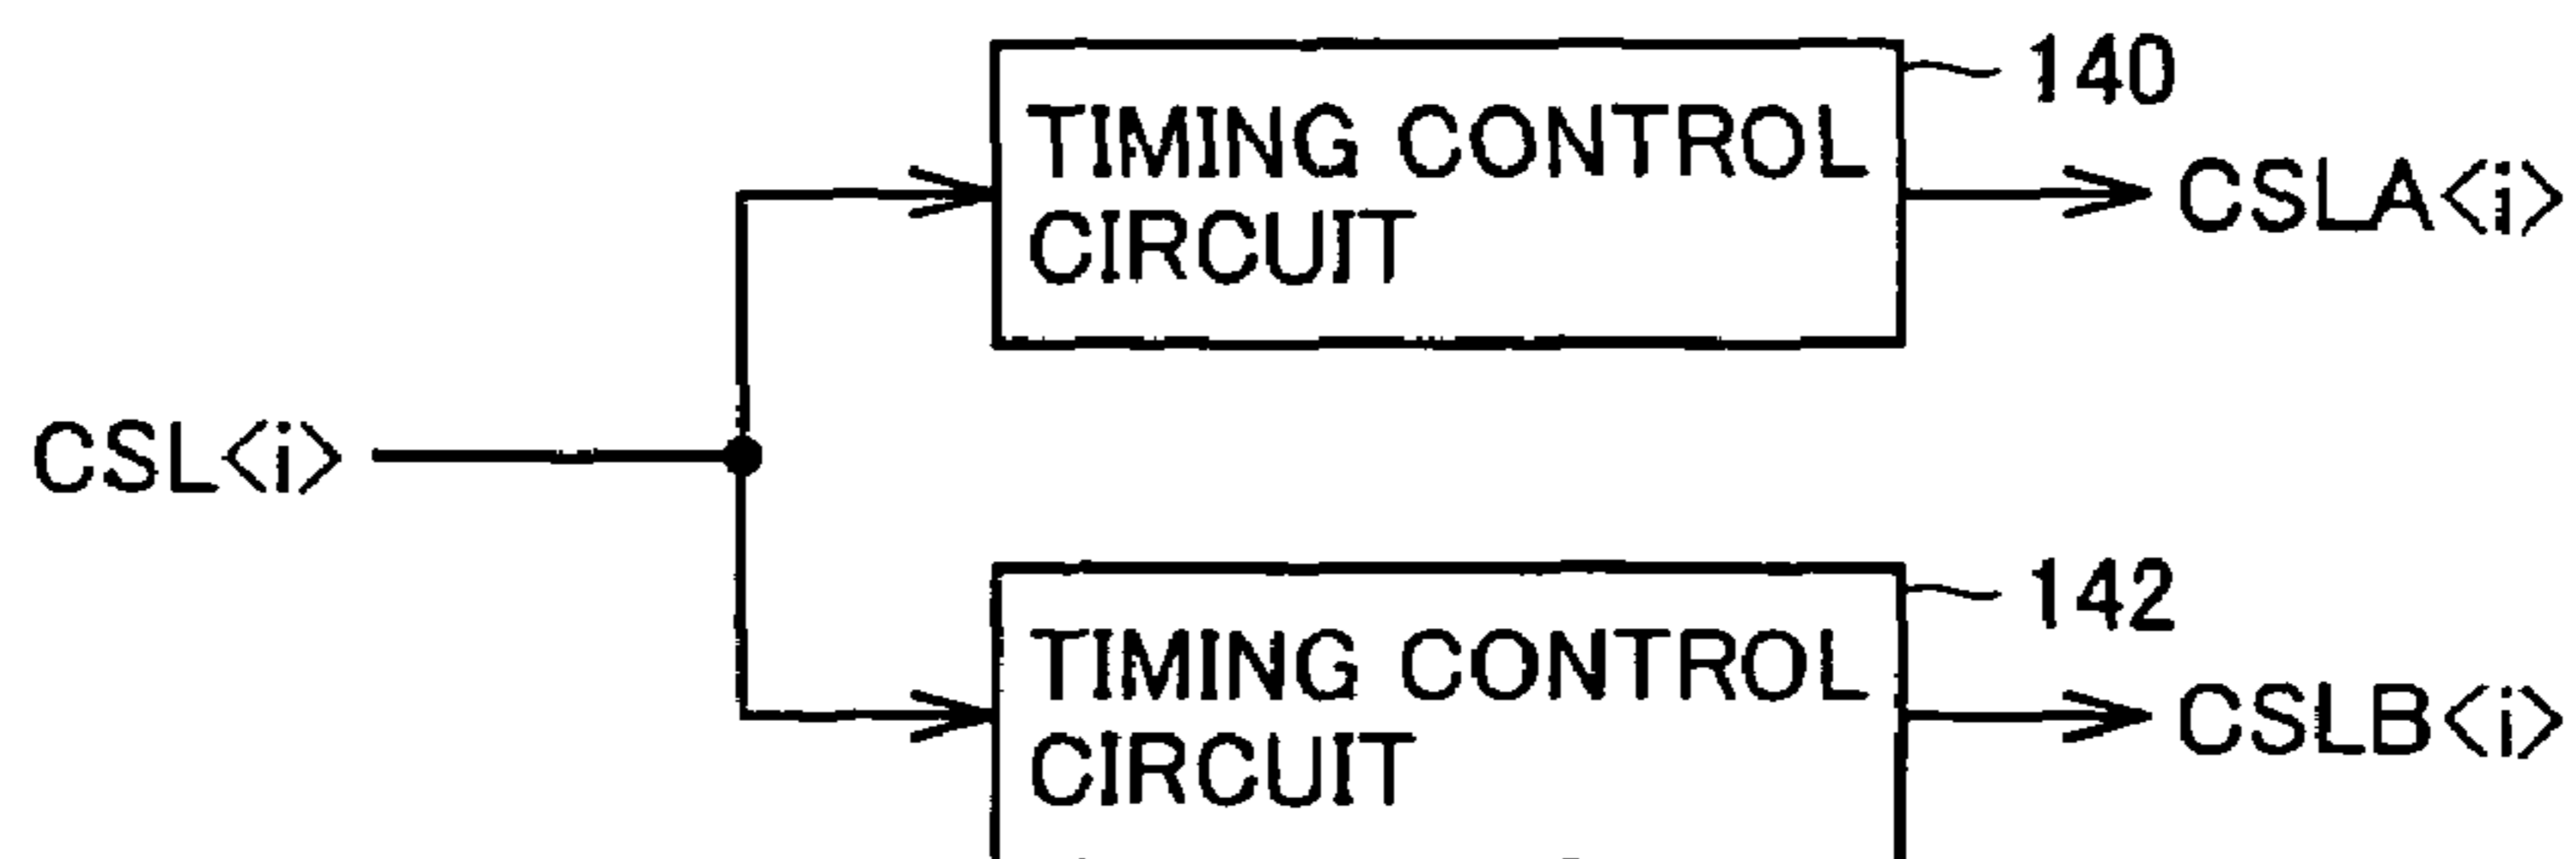 140
TIMING CONTROL
CIRCUIT
CSLA<i>
CSL<i>
142
TIMING CONTROL
CIRCUIT
CSLB<i>